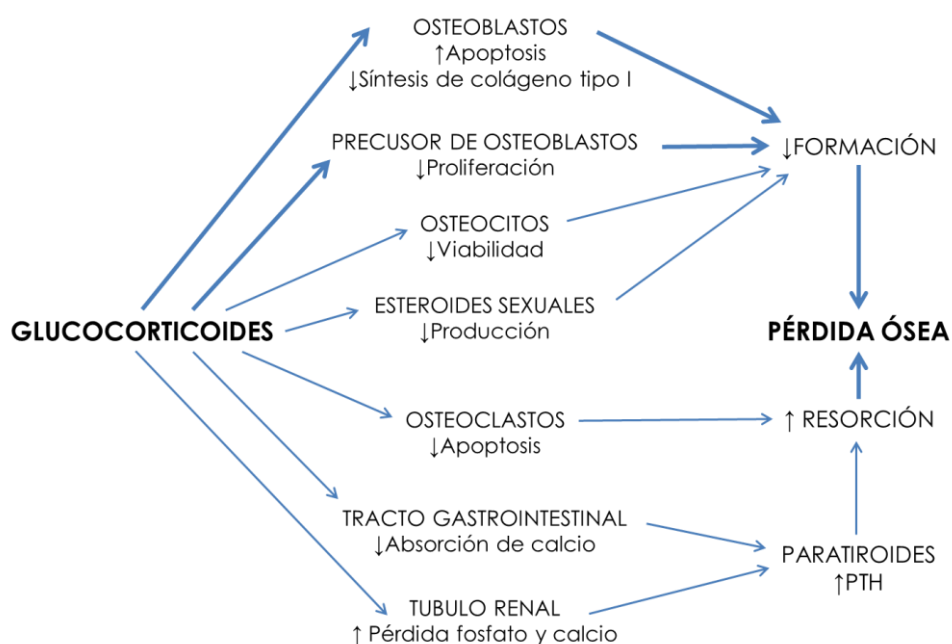 OSTEOBLASTOS
↑Apoptosis
↓Síntesis de colágeno tipo I
PRECUSOR DE OSTEOBLASTOS
↓Proliferación
↓FORMACIÓN
OSTEOCITOS
↓Viabilidad
ESTEROIDES SEXUALES
↓Producción
GLUCOCORTICOIDES
PÉRDIDA ÓSEA
OSTEOCLASTOS
↓Apoptosis
↑ RESORCIÓN
TRACTO GASTROINTESTINAL
↓Absorción de calcio
PARATIROIDES
↑PTH
TUBULO RENAL
↑ Pérdida fosfato y calcio